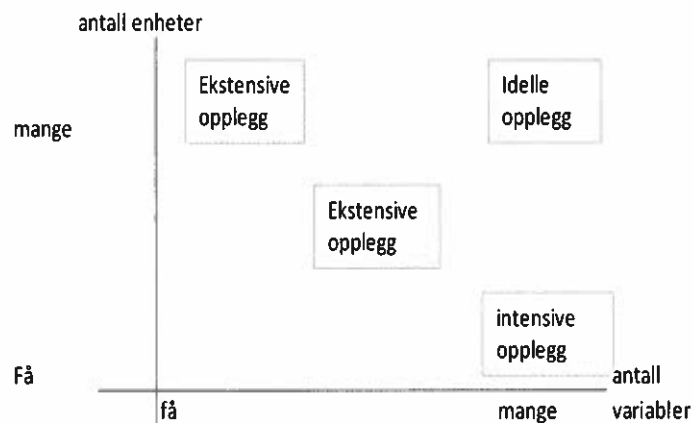 antall enheter
Ekstensive
opplegg
Idelle
opplegg
mange
Ekstensive
opplegg
intensive
opplegg
Få
antall
få
mange
variabler